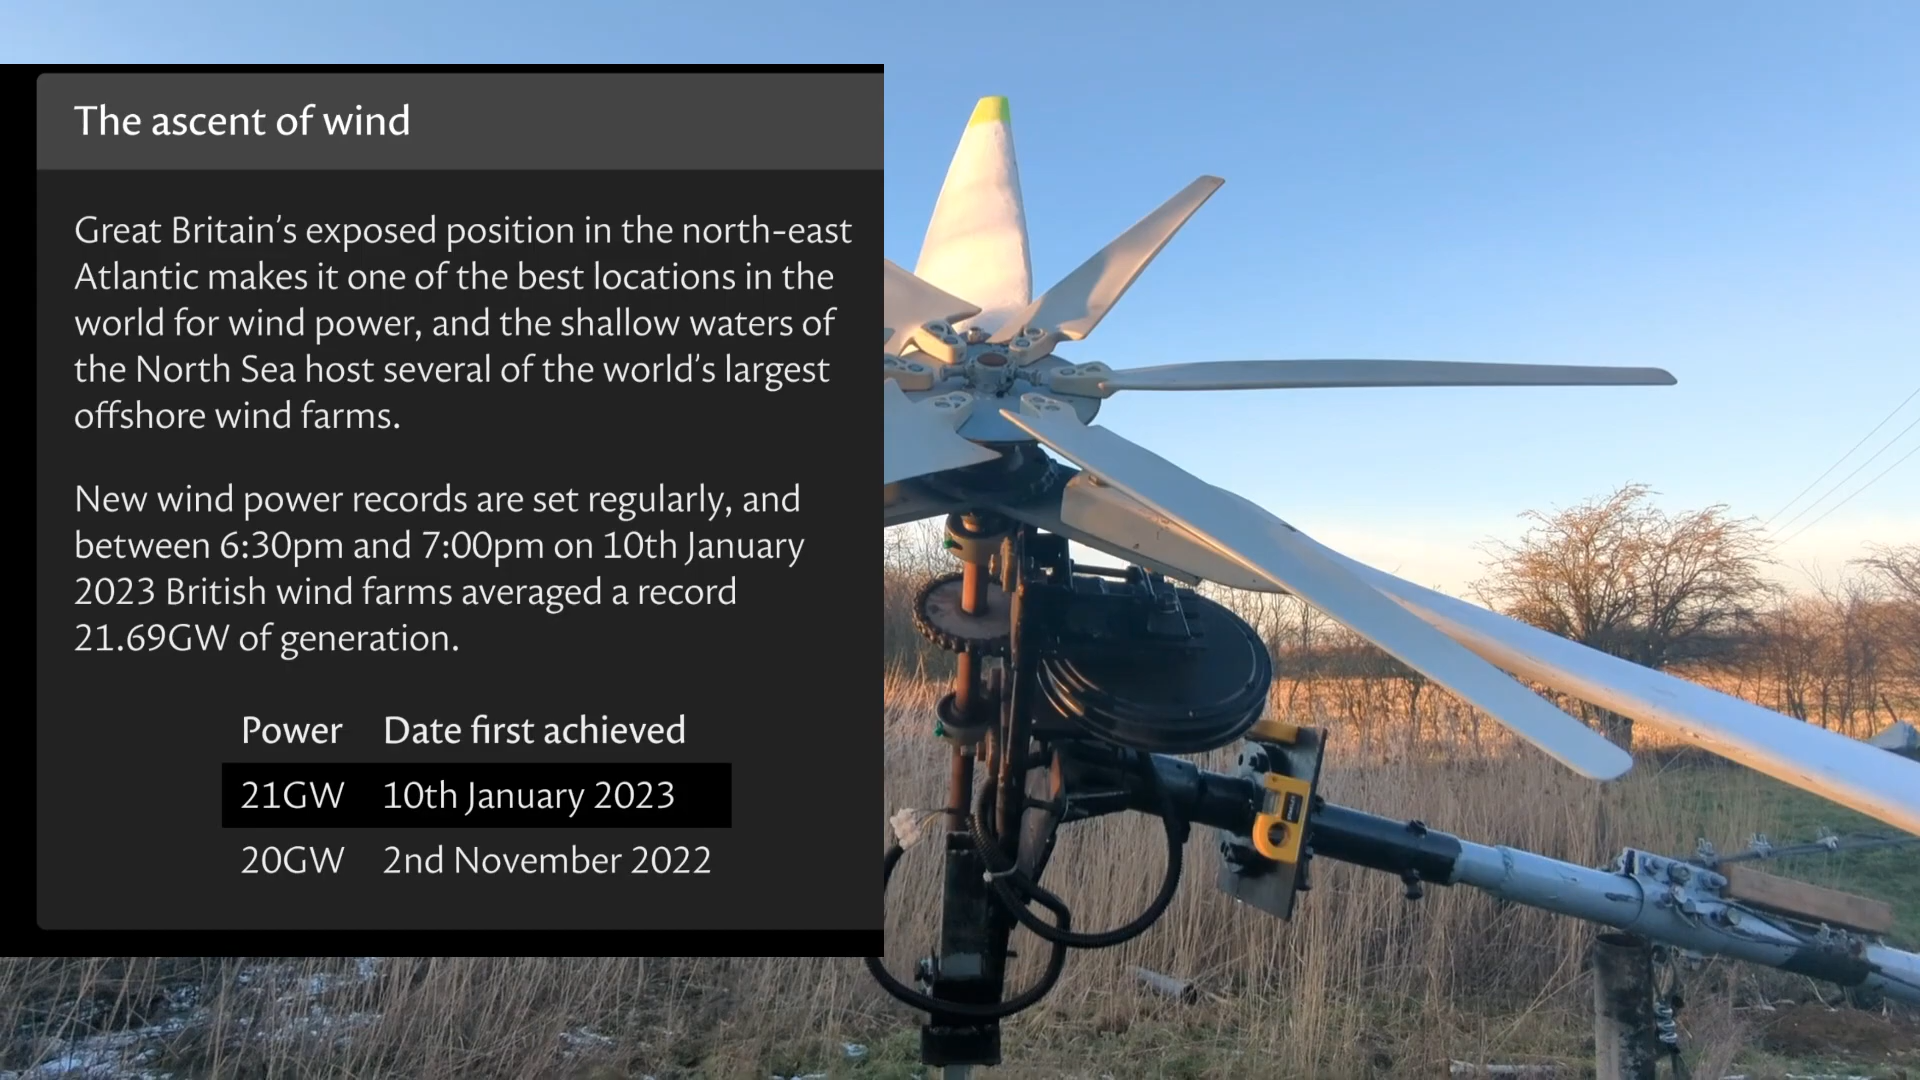 The ascent of wind
Great Britain's exposed position in the north-east
Atlantic makes it one of the best locations in the
world for wind power, and the shallow waters of
the North Sea host several of the world's largest
offshore wind farms.
New wind power records are set regularly, and
between 6:30pm and 7:00pm on 10th January
2023 British wind farms averaged a record
21.69GW of generation.
Power Date first achieved
21GW 10th January 2023
20GW 2nd November 2022